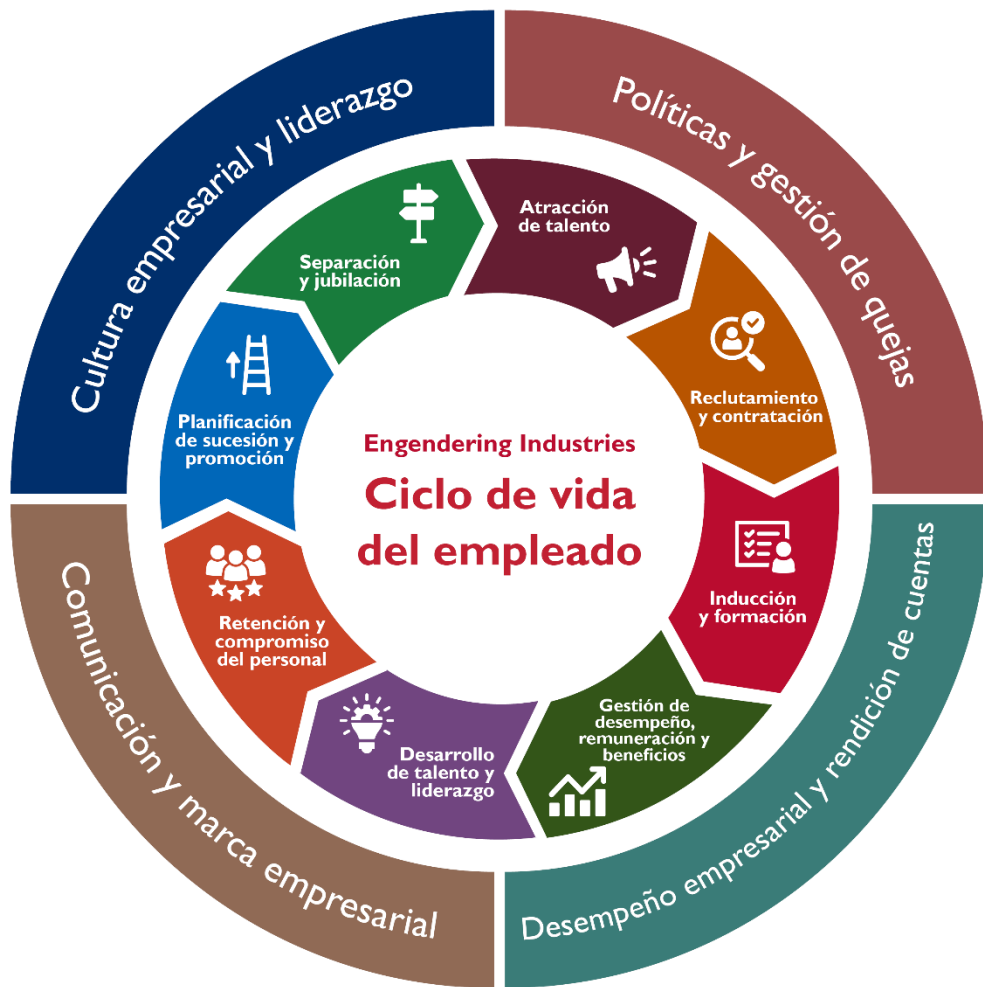 Cultura empresarial y liderazgo
Políticas y gestión de quejas
Desempeño empresarial y rendición de cuentas
Comunicación y marca empresarial
Atracción
de talento
Reclutamiento
y contratación
Inducción
y formación
Gestión de
desempeño,
remuneración y
beneficios
Desarrollo
de talento y
liderazgo
Retención y
compromiso
del personal
Planificación
de sucesión y
promoción
Separación
y jubilación
Engendering Industries
Ciclo de vida
del empleado